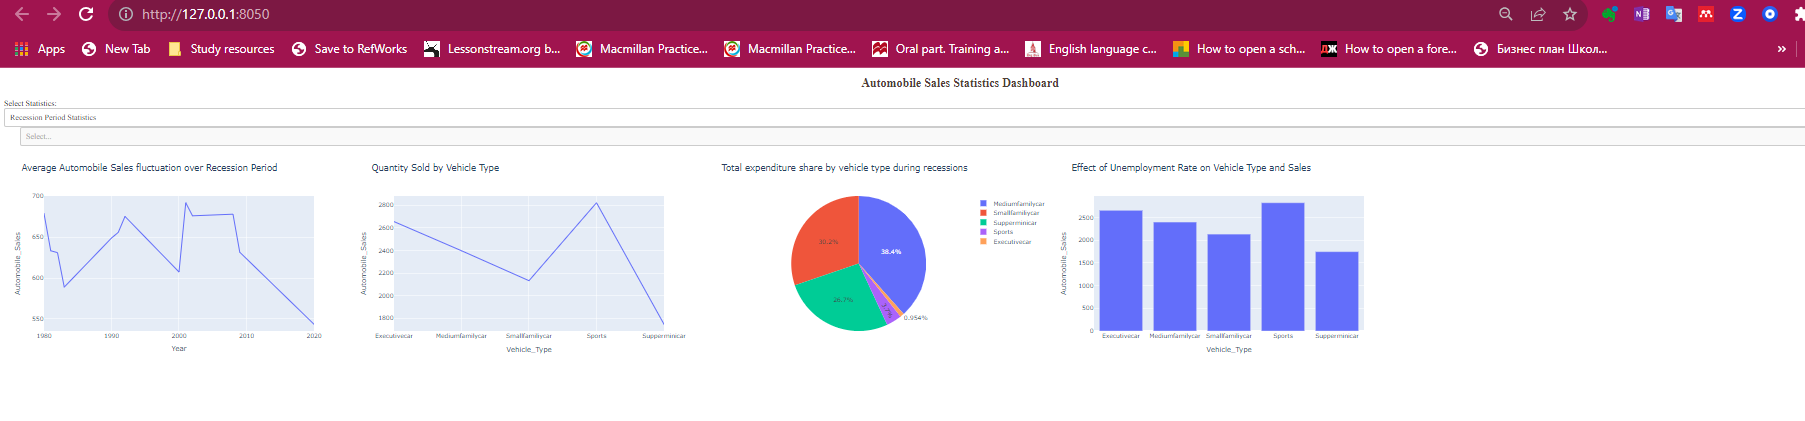 http://127.0.0.1:8050
Apps New Tab Study resources Save to RefWorks Lessonstream.org b... Macmillan Practice... Macmillan Practice... Oral part. Training a... English language c... How to open a sch... How to open a fore... Бизнес план Школ... »
Automobile Sales Statistics Dashboard
Select Statistics:
Recession Period Statistics
Select...
Average Automobile Sales fluctuation over Recession Period
700
650
600
550
Automobile_Sales
1980 1990 2000 2010 2020
Year
Quantity Sold by Vehicle Type
2800
2600
2400
2200
2000
1800
Automobile_Sales
Executivecar Mediumfamilycar Smallfamiliycar Sports Supperminicar
Vehicle_Type
Total expenditure share by vehicle type during recessions
38.4%
30.2%
26.7%
0.954%
Mediumfamilycar
Smallfamiliycar
Supperminicar
Sports
Executivecar
Effect of Unemployment Rate on Vehicle Type and Sales
2500
2000
1500
1000
500
0
Automobile_Sales
Executivecar Mediumfamilycar Smallfamiliycar Sports Supperminicar
Vehicle_Type